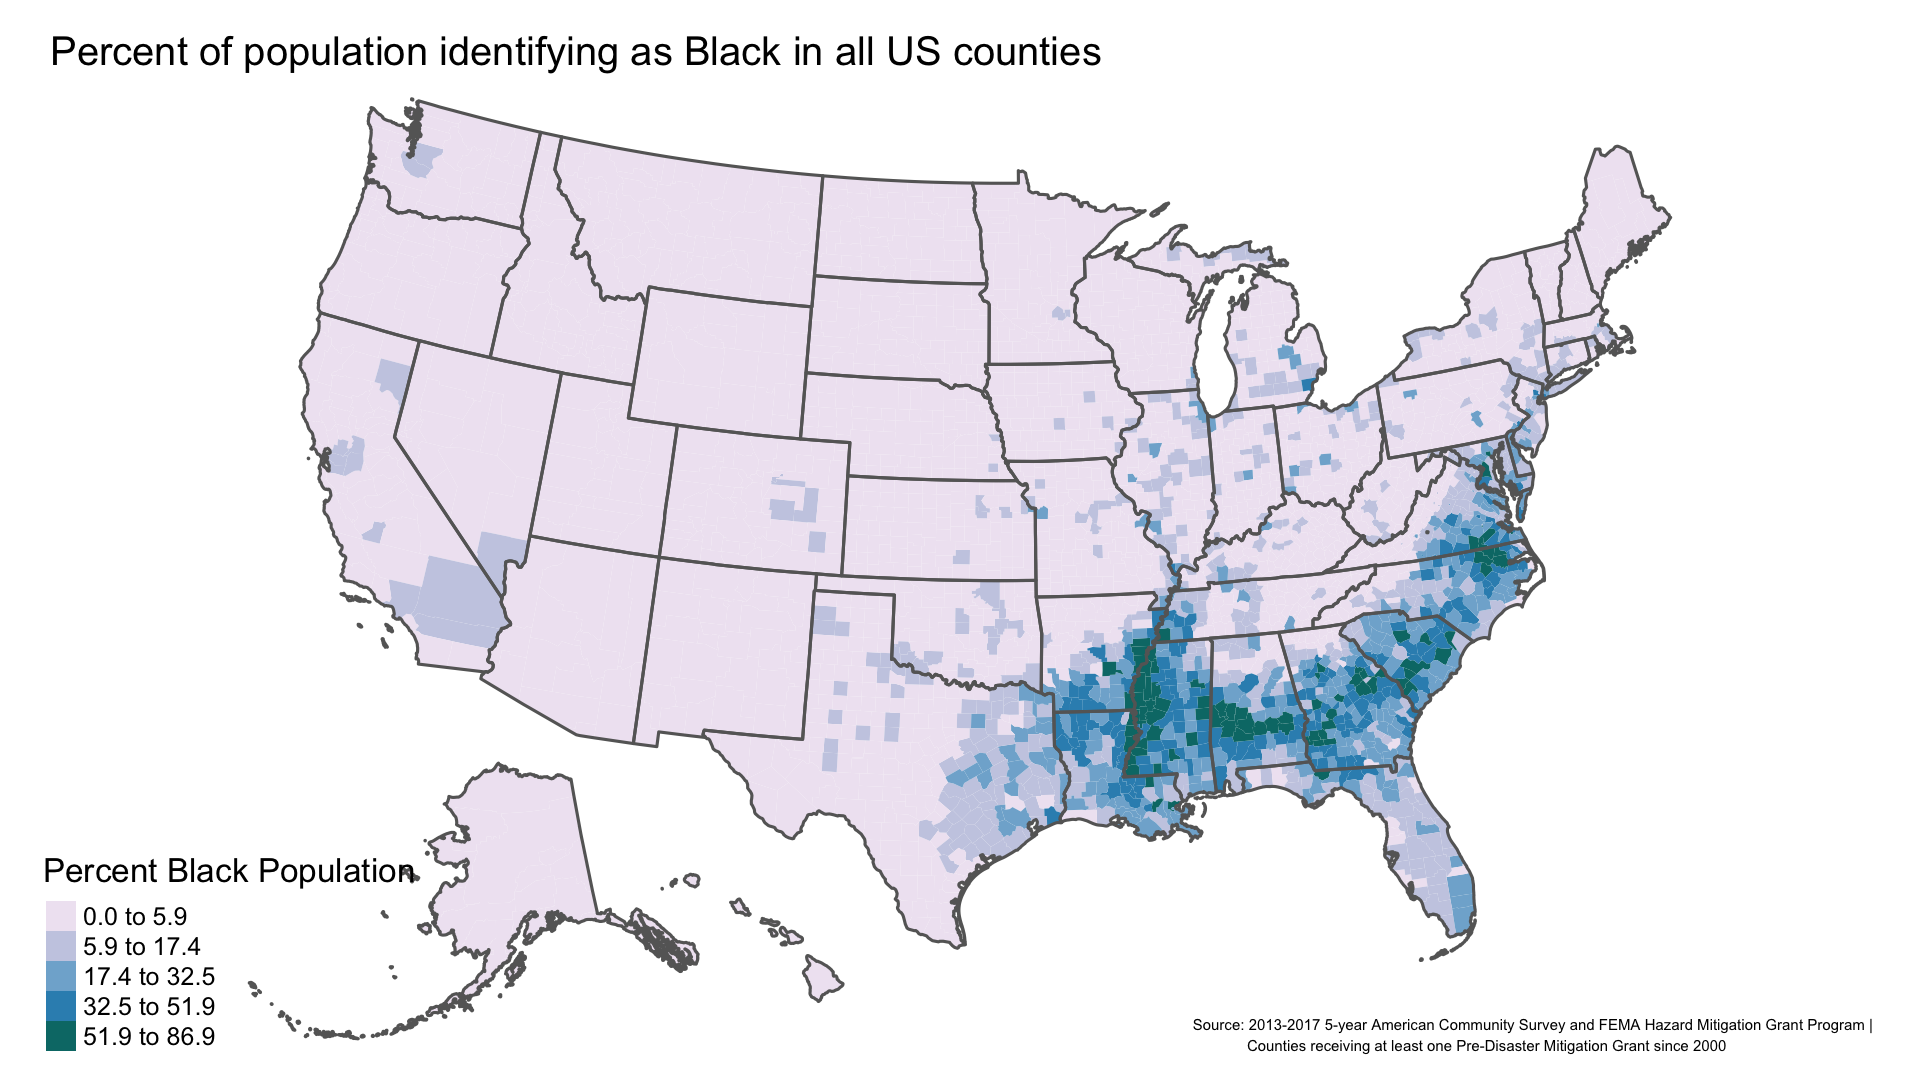 Percent of population identifying as Black in all US counties
Percent Black Population
0.0 to 5.9
5.9 to 17.4
17.4 to 32.5
32.5 to 51.9
51.9 to 86.9
Source: 2013-2017 5-year American Community Survey and FEMA Hazard Mitigation Grant Program |
Counties receiving at least one Pre-Disaster Mitigation Grant since 2000